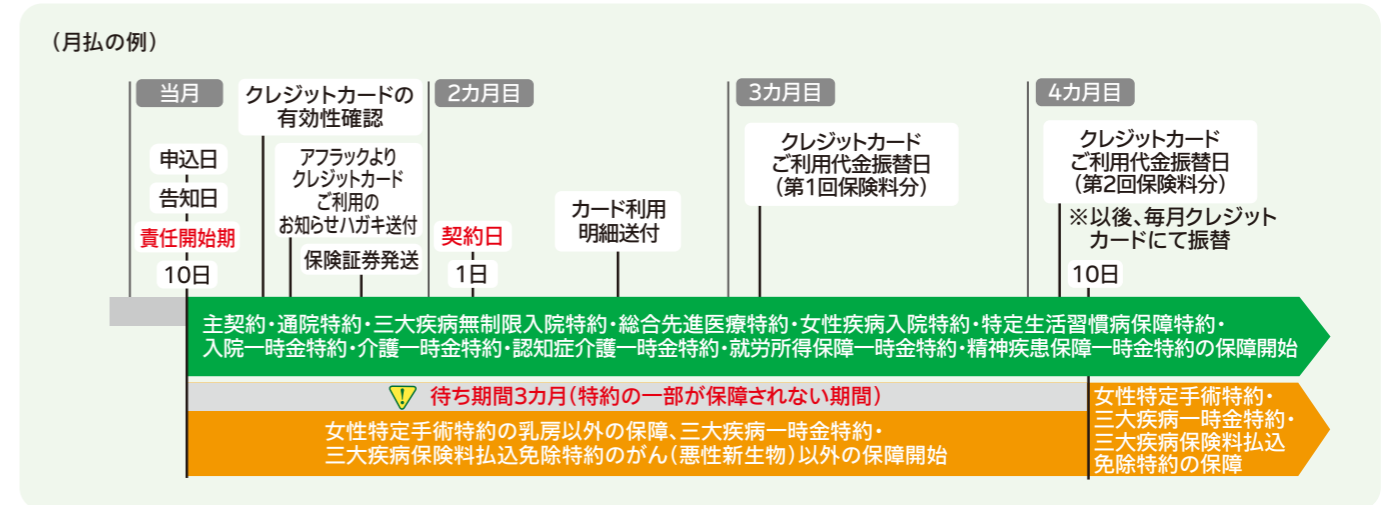 （月払の例）
当月
クレジットカードの
有効性確認
2カ月目
3カ月目
4カ月目
申込日
告知日
責任開始期
10日
アフラックより
クレジットカード
ご利用の
お知らせハガキ送付
保険証券発送
契約日
1日
カード利用
明細送付
クレジットカード
ご利用代金振替日
（第1回保険料分）
クレジットカード
ご利用代金振替日
（第2回保険料分）
※以後、毎月クレジット
カードにて振替
10日
主契約・通院特約・三大疾病無制限入院特約・総合先進医療特約・女性疾病入院特約・特定生活習慣病保障特約・
入院一時金特約・介護一時金特約・認知症介護一時金特約・就労所得保障一時金特約・精神疾患保障一時金特約の保障開始
待ち期間3カ月（特約の一部が保障されない期間）
女性特定手術特約の乳房以外の保障、三大疾病一時金特約・
三大疾病保険料払込免除特約のがん（悪性新生物）以外の保障開始
女性特定手術特約・
三大疾病一時金特約・
三大疾病保険料払込
免除特約の保障